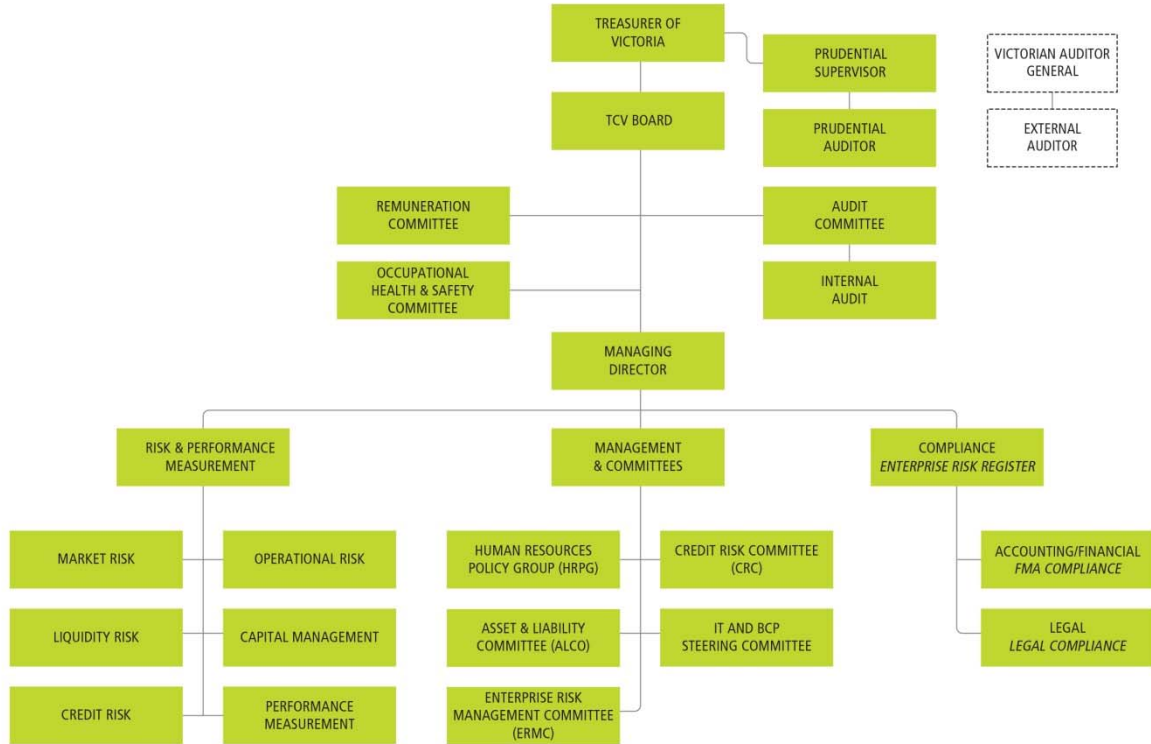 TREASURER OF
VICTORIA
PRUDENTIAL
SUPERVISOR
VICTORIAN AUDITOR
GENERAL
TCV BOARD
PRUDENTIAL
AUDITOR
EXTERNAL
AUDITOR
REMUNERATION
COMMITTEE
AUDIT
COMMITTEE
OCCUPATIONAL
HEALTH & SAFETY
COMMITTEE
INTERNAL
AUDIT
MANAGING
DIRECTOR
RISK & PERFORMANCE
MEASUREMENT
MANAGEMENT
& COMMITTEES
COMPLIANCE
ENTERPRISE RISK REGISTER
MARKET RISK
OPERATIONAL RISK
HUMAN RESOURCES
POLICY GROUP (HRPG)
CREDIT RISK COMMITTEE
(CRC)
ACCOUNTING/FINANCIAL
FMA COMPLIANCE
LIQUIDITY RISK
CAPITAL MANAGEMENT
ASSET & LIABILITY
COMMITTEE (ALCO)
IT AND BCP
STEERING COMMITTEE
LEGAL
LEGAL COMPLIANCE
CREDIT RISK
PERFORMANCE
MEASUREMENT
ENTERPRISE RISK
MANAGEMENT COMMITTEE
(ERMC)